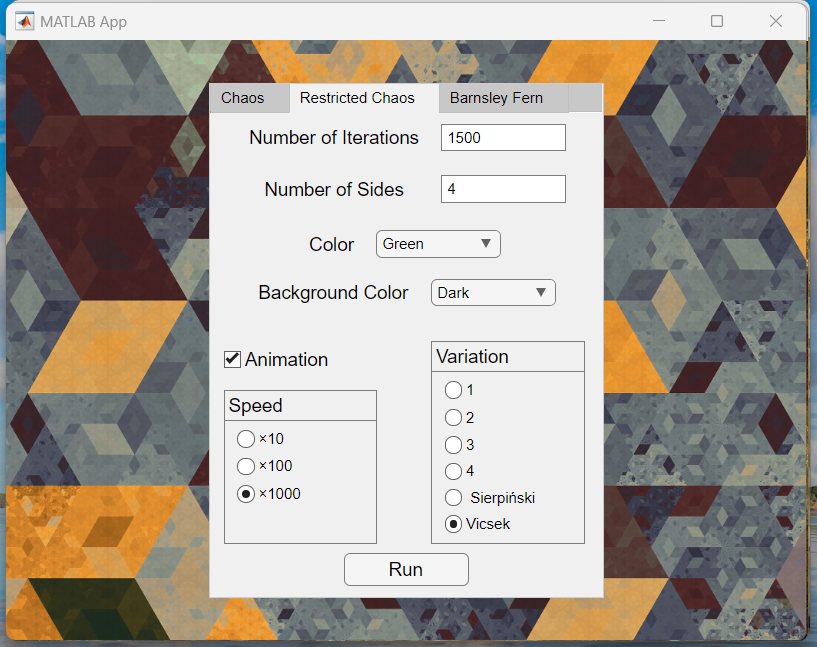 MATLAB App
Chaos Restricted Chaos Barnsley Fern
Number of Iterations 1500
Number of Sides 4
Color Green
Background Color Dark
Animation
Speed
×10
×100
×1000
Variation
1
2
3
4
Sierpiński
Vicsek
Run